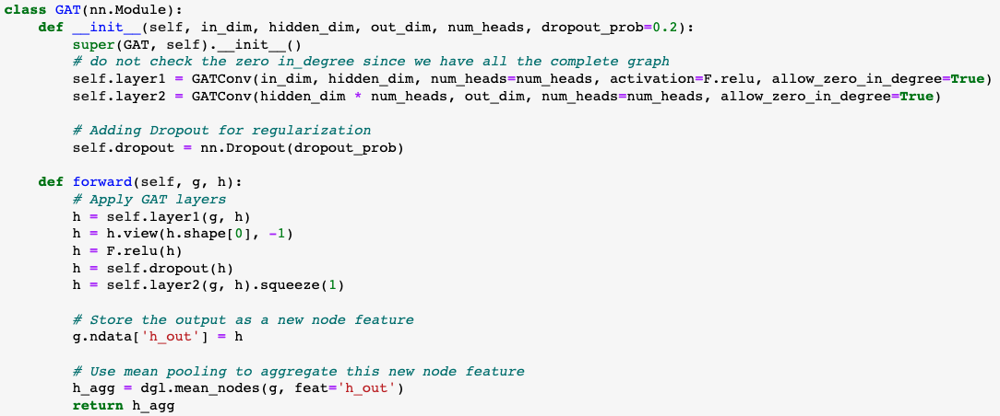 class GAT(nn.Module):
    def __init__(self, in_dim, hidden_dim, out_dim, num_heads, dropout_prob=0.2):
        super(GAT, self).__init__()
        # do not check the zero in_degree since we have all the complete graph
        self.layer1 = GATConv(in_dim, hidden_dim, num_heads=num_heads, activation=F.relu, allow_zero_in_degree=True)
        self.layer2 = GATConv(hidden_dim * num_heads, out_dim, num_heads=num_heads, allow_zero_in_degree=True)

        # Adding Dropout for regularization
        self.dropout = nn.Dropout(dropout_prob)

    def forward(self, g, h):
        # Apply GAT layers
        h = self.layer1(g, h)
        h = h.view(h.shape[0], -1)
        h = F.relu(h)
        h = self.dropout(h)
        h = self.layer2(g, h).squeeze(1)

        # Store the output as a new node feature
        g.ndata['h_out'] = h

        # Use mean pooling to aggregate this new node feature
        h_agg = dgl.mean_nodes(g, feat='h_out')
        return h_agg